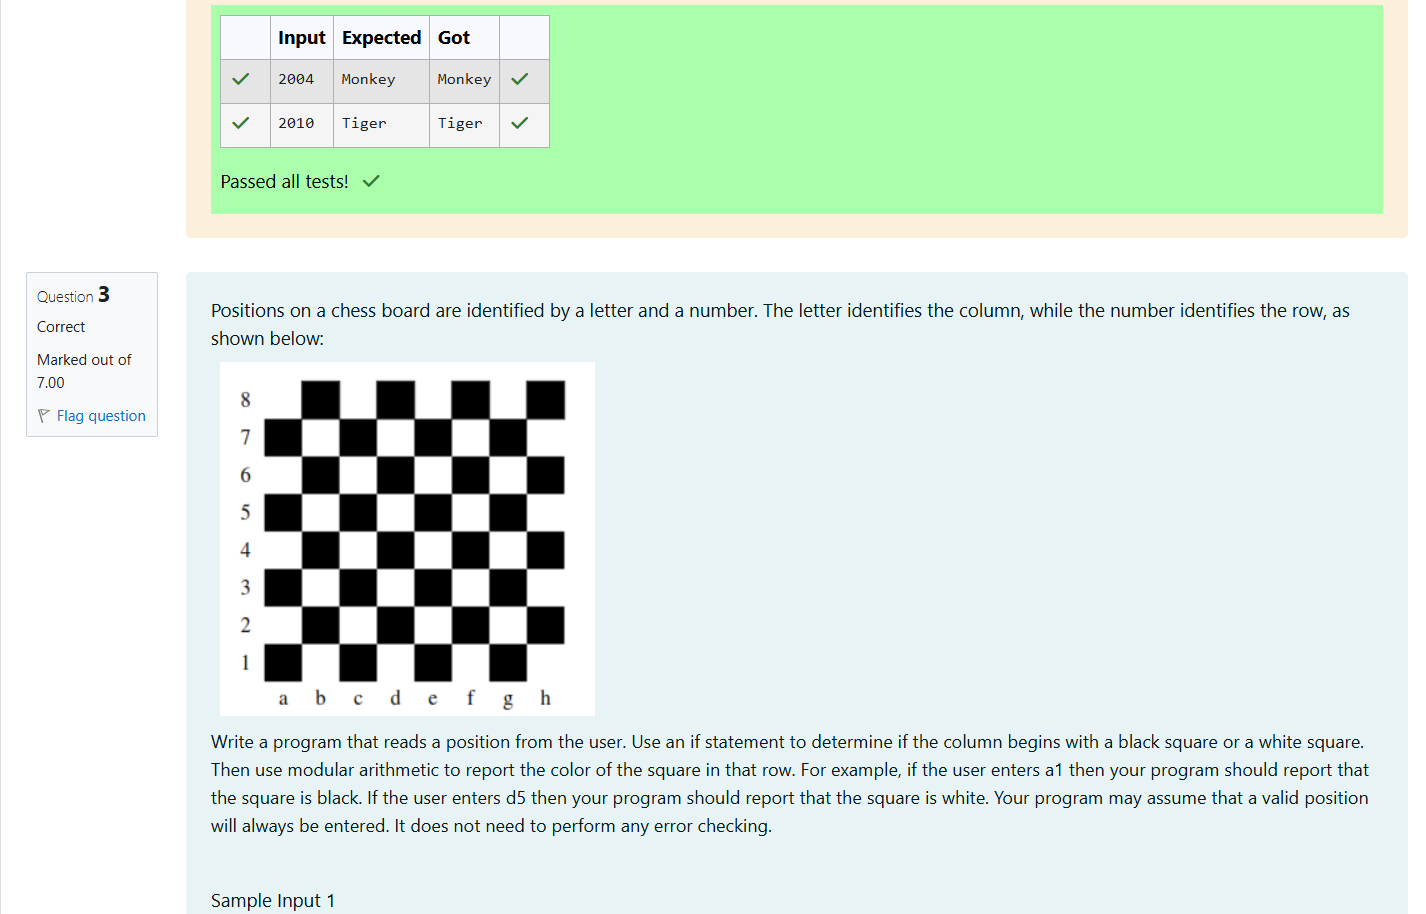 Input Expected Got
2004 Monkey Monkey
2010 Tiger Tiger
Passed all tests!
Question 3
Correct
Marked out of
7.00
Flag question
Positions on a chess board are identified by a letter and a number. The letter identifies the column, while the number identifies the row, as
shown below:
8
7
6
5
4
3
2
1
a b c d e f g h
Write a program that reads a position from the user. Use an if statement to determine if the column begins with a black square or a white square.
Then use modular arithmetic to report the color of the square in that row. For example, if the user enters a1 then your program should report that
the square is black. If the user enters d5 then your program should report that the square is white. Your program may assume that a valid position
will always be entered. It does not need to perform any error checking.
Sample Input 1